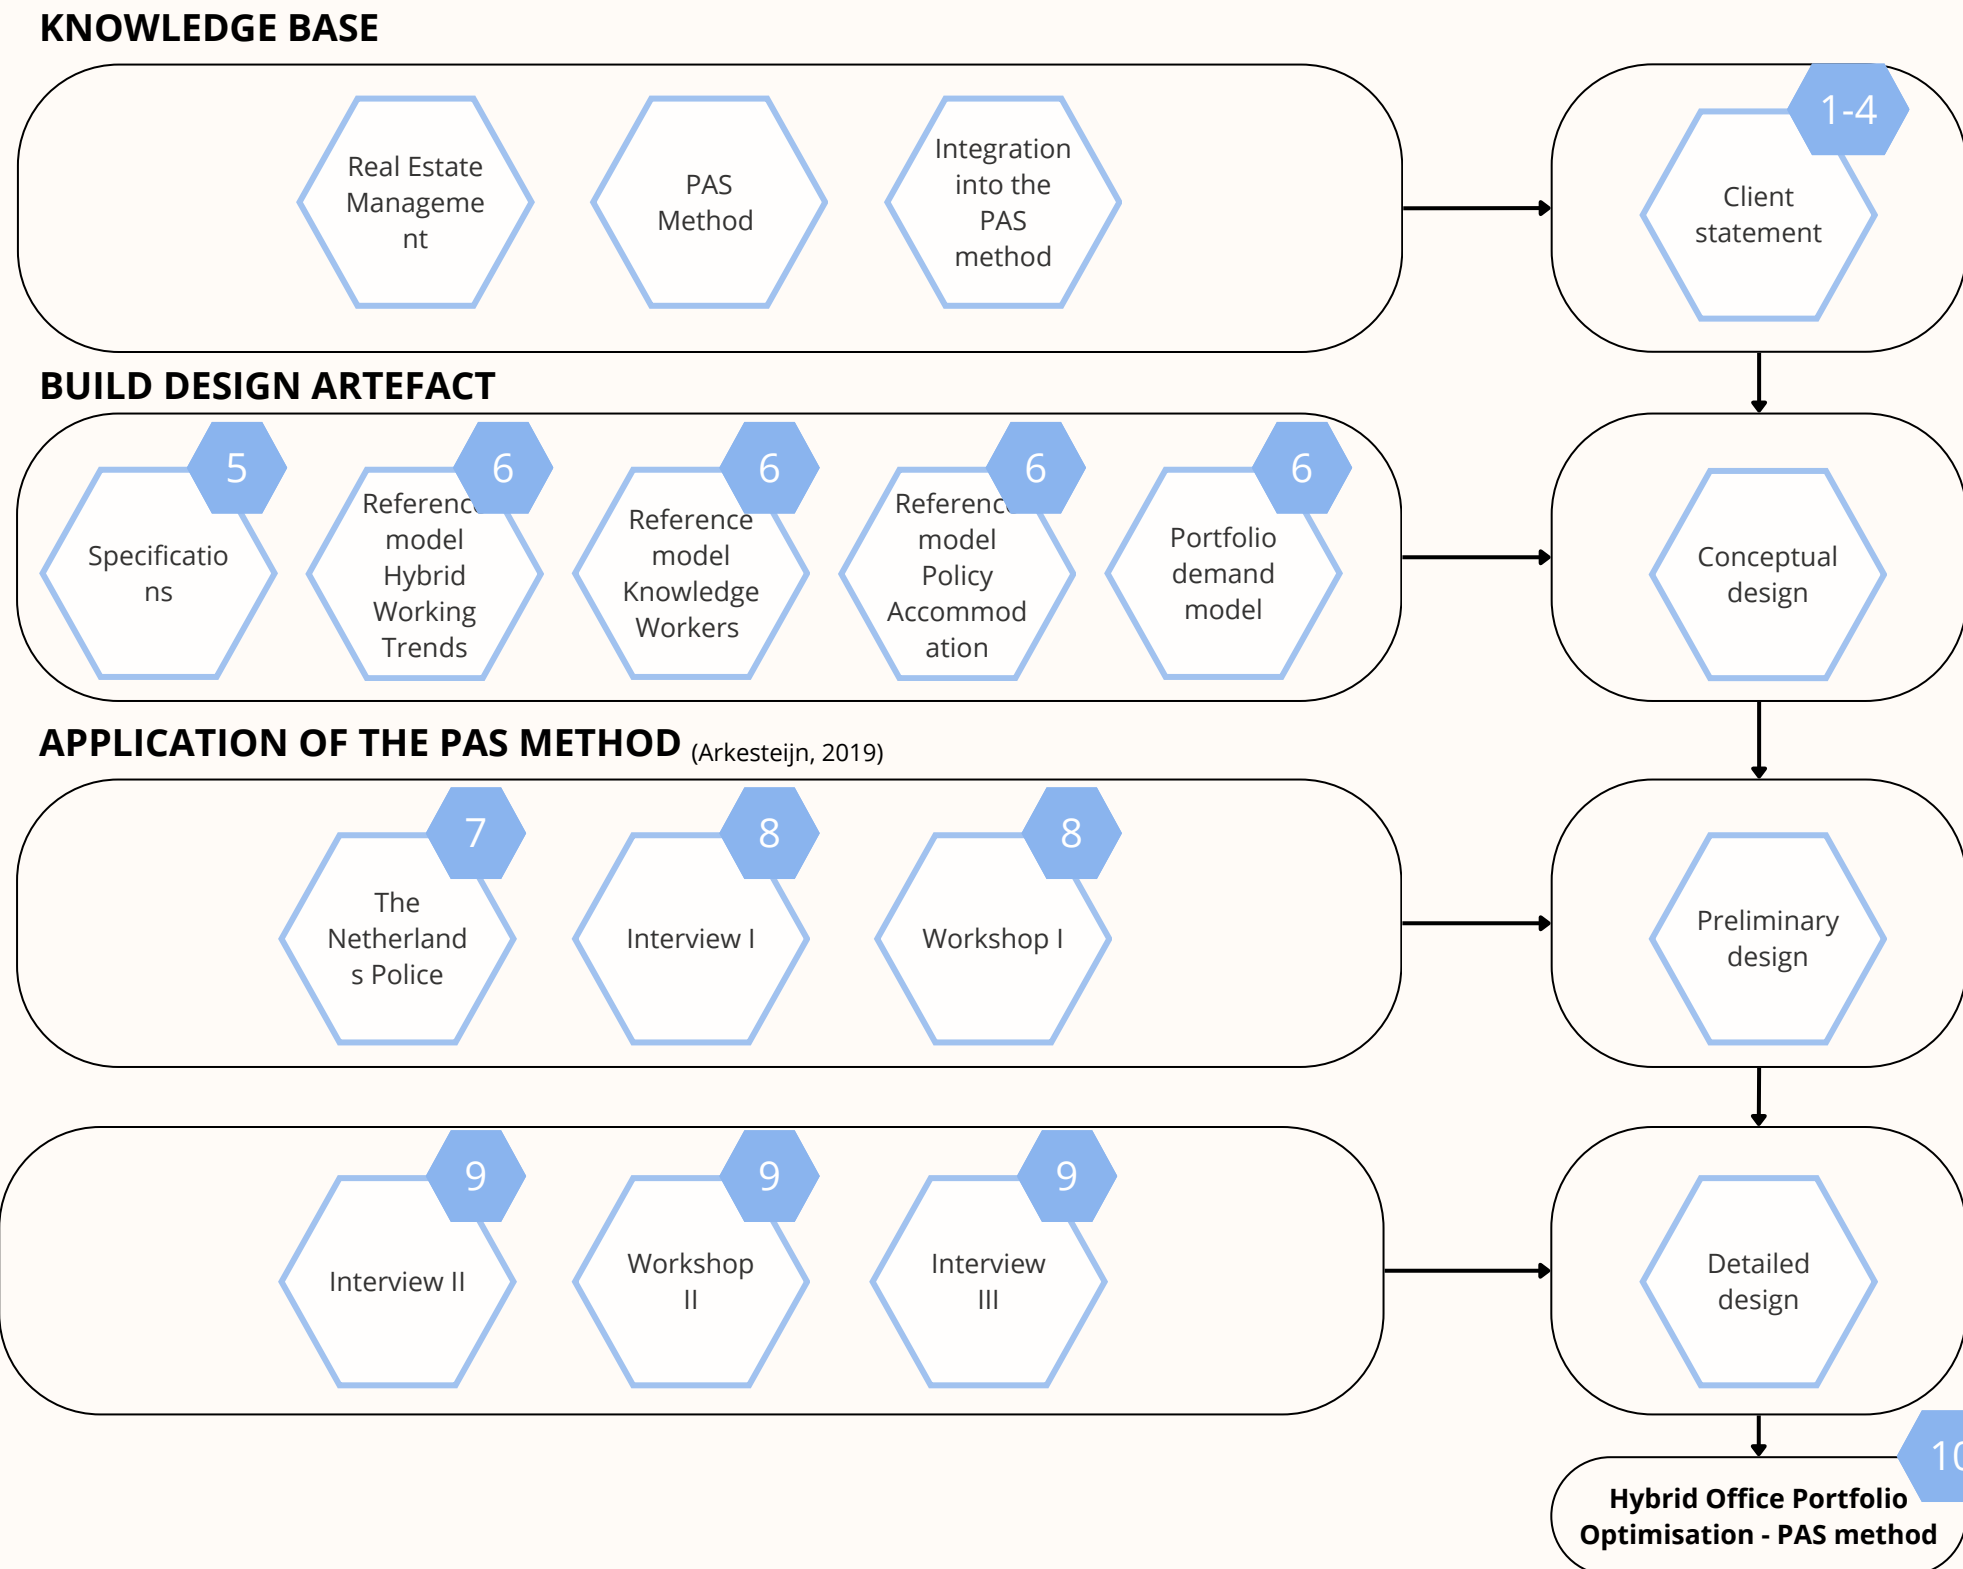 KNOWLEDGE BASE
Real Estate
Manageme
nt
PAS
Method
Integration
into the
PAS
method
1-4
Client
statement
BUILD DESIGN ARTEFACT
5
Specificatio
ns
6
Referenc
model
Hybrid
Working
Trends
6
Reference
model
Knowledge
Workers
6
Referenc
model
Policy
Accommod
ation
6
Portfolio
demand
model
Conceptual
design
APPLICATION OF THE PAS METHOD (Arkesteijn, 2019)
7
The
Netherland
s Police
8
Interview I
8
Workshop I
Preliminary
design
9
Interview II
9
Workshop
II
9
Interview
III
Detailed
design
10
Hybrid Office Portfolio
Optimisation - PAS method